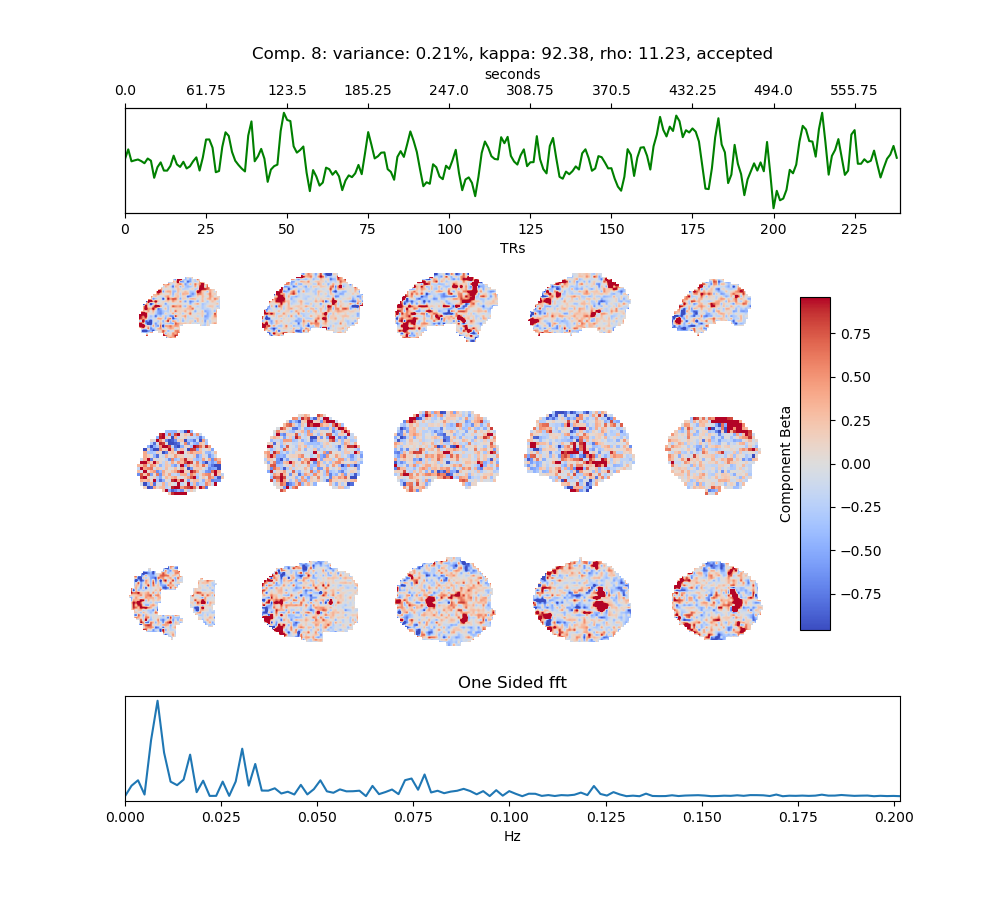 Comp. 8: variance: 0.21%, kappa: 92.38, rho: 11.23, accepted
seconds
0.0 61.75 123.5 185.25 247.0 308.75 370.5 432.25 494.0 555.75
0 25 50 75 100 125 150 175 200 225
TRs
0.75
0.50
0.25
0.00
−0.25
−0.50
−0.75
Component Beta
One Sided fft
0.000 0.025 0.050 0.075 0.100 0.125 0.150 0.175 0.200
Hz